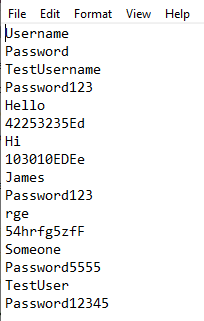 File Edit Format View Help
Username
Password
TestUsername
Password123
Hello
42253235Ed
Hi
103010EDEe
James
Password123
rge
54hrfg5zfF
Someone
Password5555
TestUser
Password12345